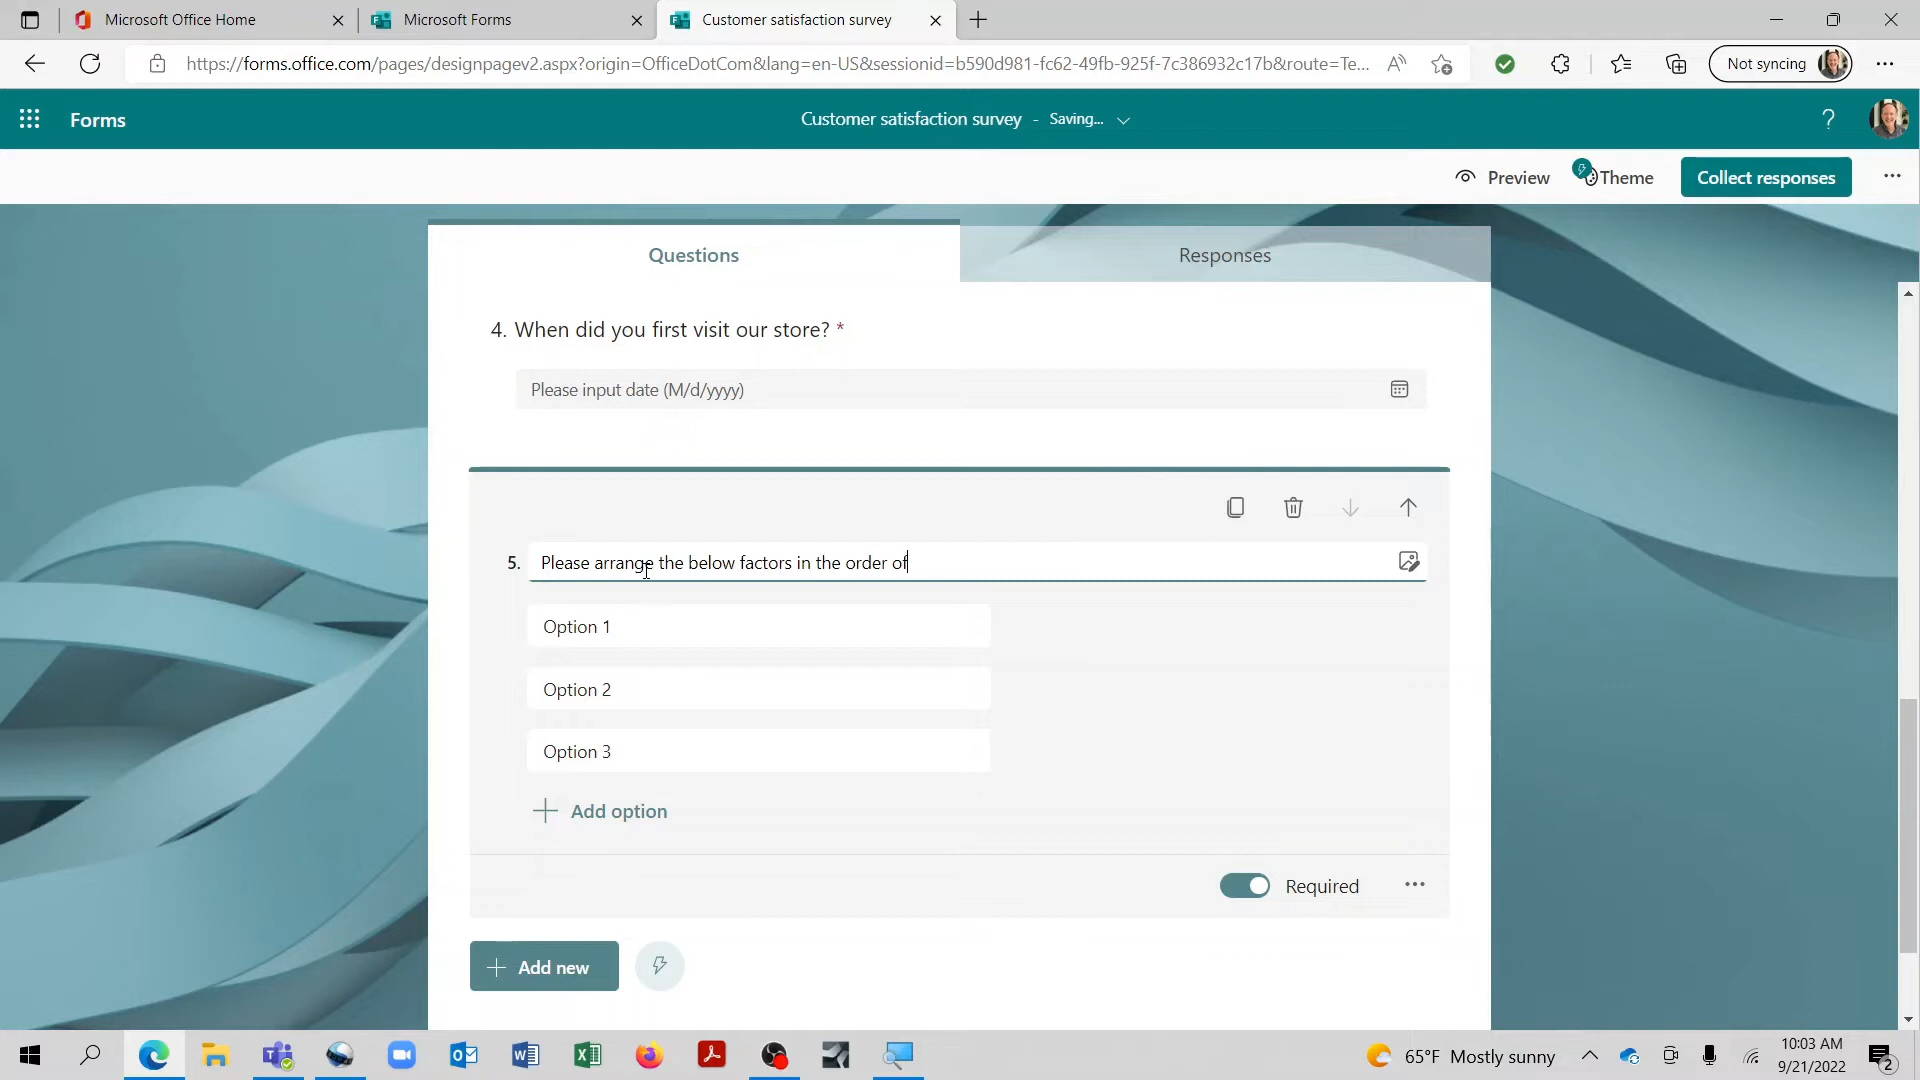 Microsoft Office Home
Microsoft Forms
Customer satisfaction survey
https://forms.office.com/pages/designpagev2.aspx?origin=OfficeDotCom&lang=en-US&sessionid=b590d981-fc62-49fb-925f-7c386932c17b&route=Te...
Not syncing
Forms
Customer satisfaction survey - Saving...
?
Preview
Theme
Collect responses
Questions
Responses
4. When did you first visit our store? *
Please input date (M/d/yyyy)
5. Please arrange the below factors in the order of
Option 1
Option 2
Option 3
Add option
Required
Add new
65°F Mostly sunny
10:03 AM
9/21/2022
2